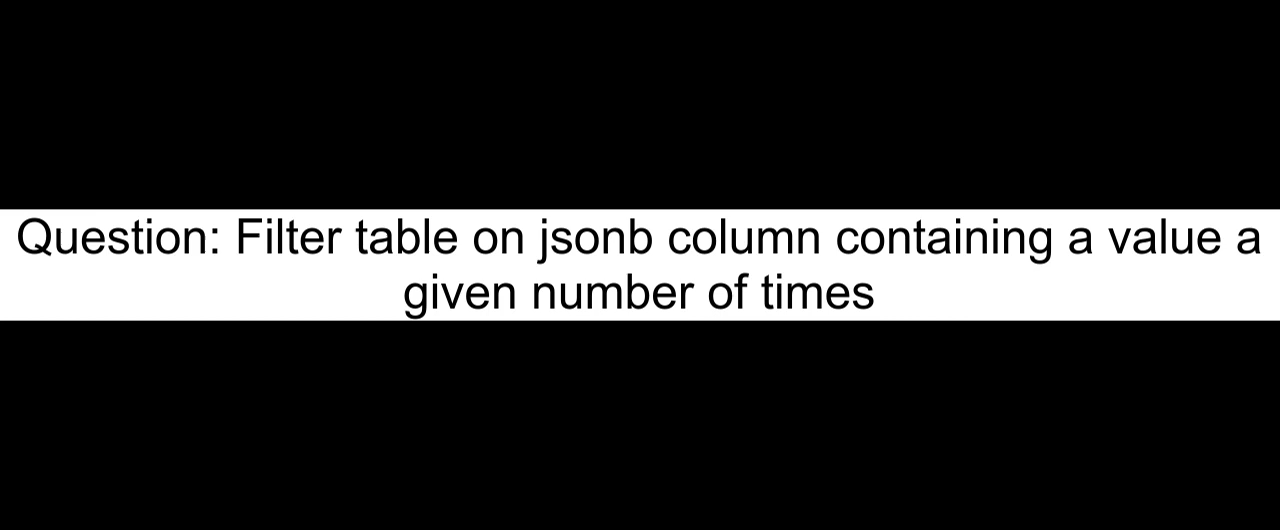 Question: Filter table on jsonb column containing a value a
given number of times